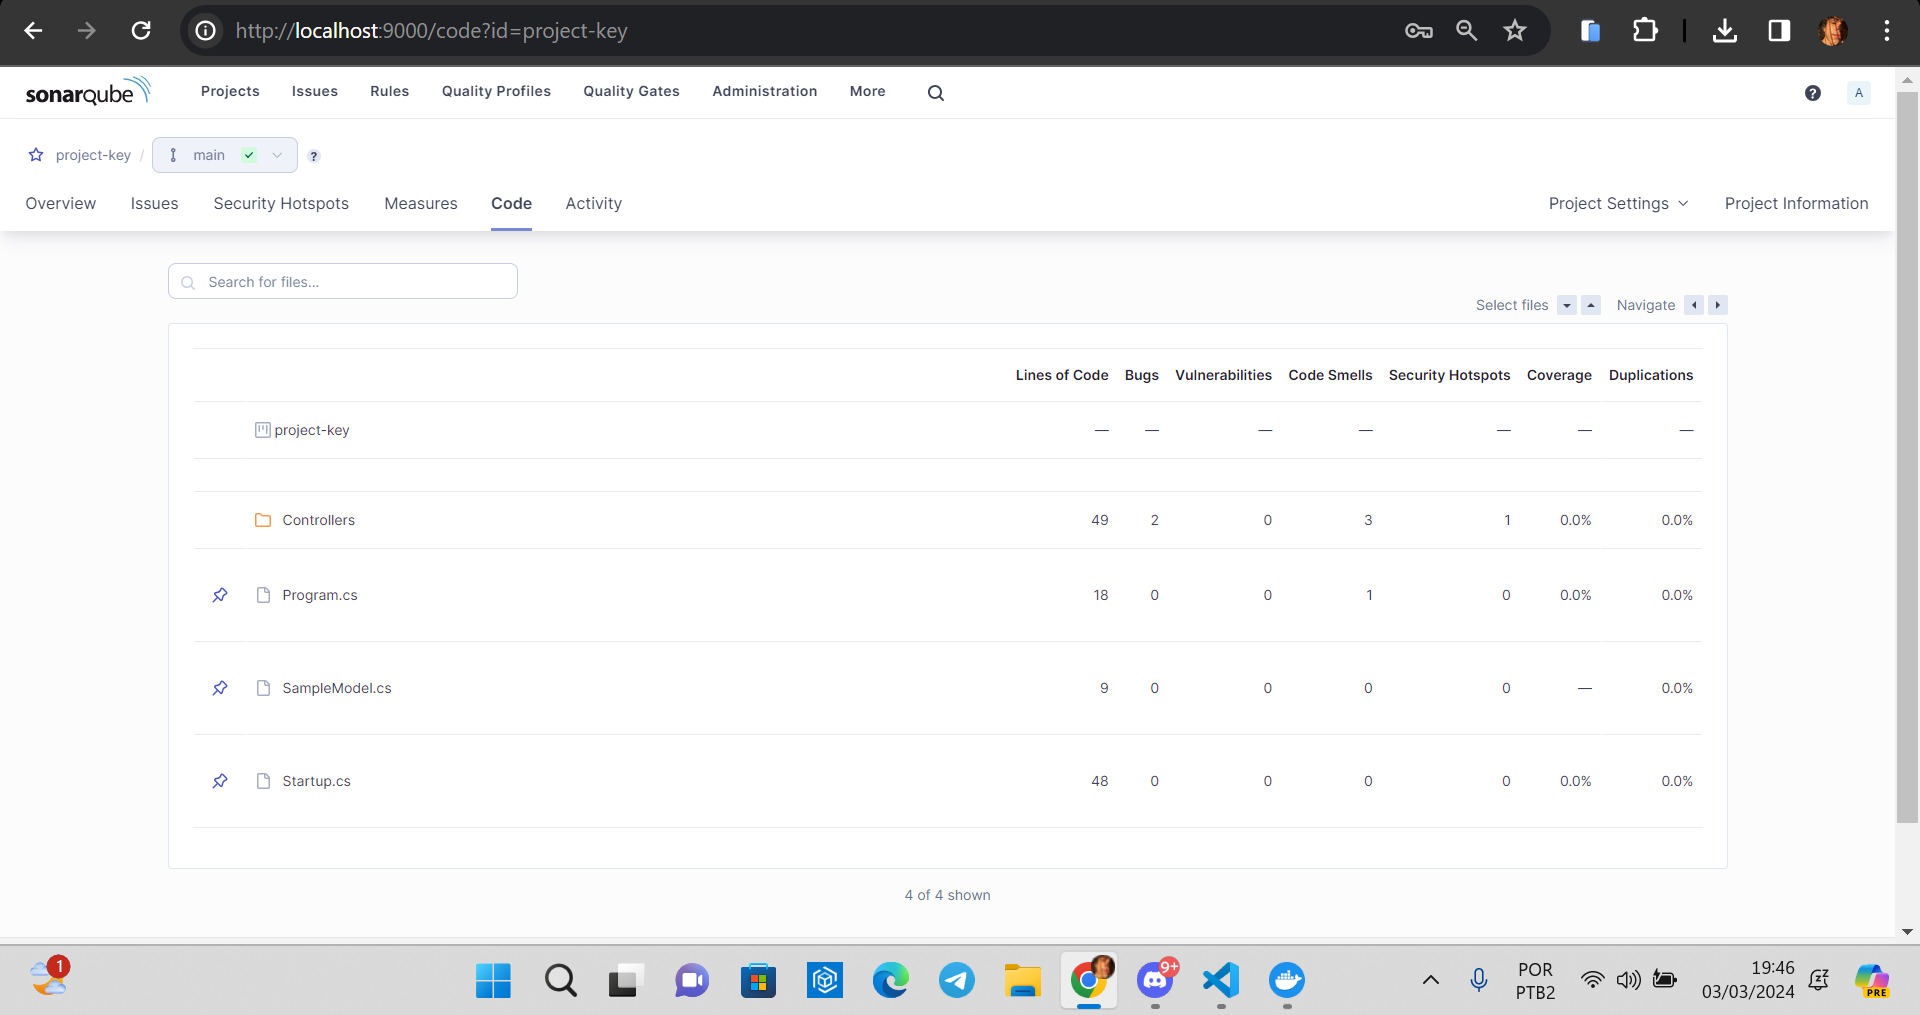 http://localhost:9000/code?id=project-key
sonarqube
Projects Issues Rules Quality Profiles Quality Gates Administration More
? A
project-key / main ?
Overview Issues Security Hotspots Measures Code Activity Project Settings Project Information
Search for files...
Select files Navigate
Lines of Code Bugs Vulnerabilities Code Smells Security Hotspots Coverage Duplications
project-key — — — — — — —
Controllers 49 2 0 3 1 0.0% 0.0%
Program.cs 18 0 0 1 0 0.0% 0.0%
SampleModel.cs 9 0 0 0 0 — 0.0%
Startup.cs 48 0 0 0 0 0.0% 0.0%
4 of 4 shown
1
9+
POR
PTB2
19:46
03/03/2024
PRE